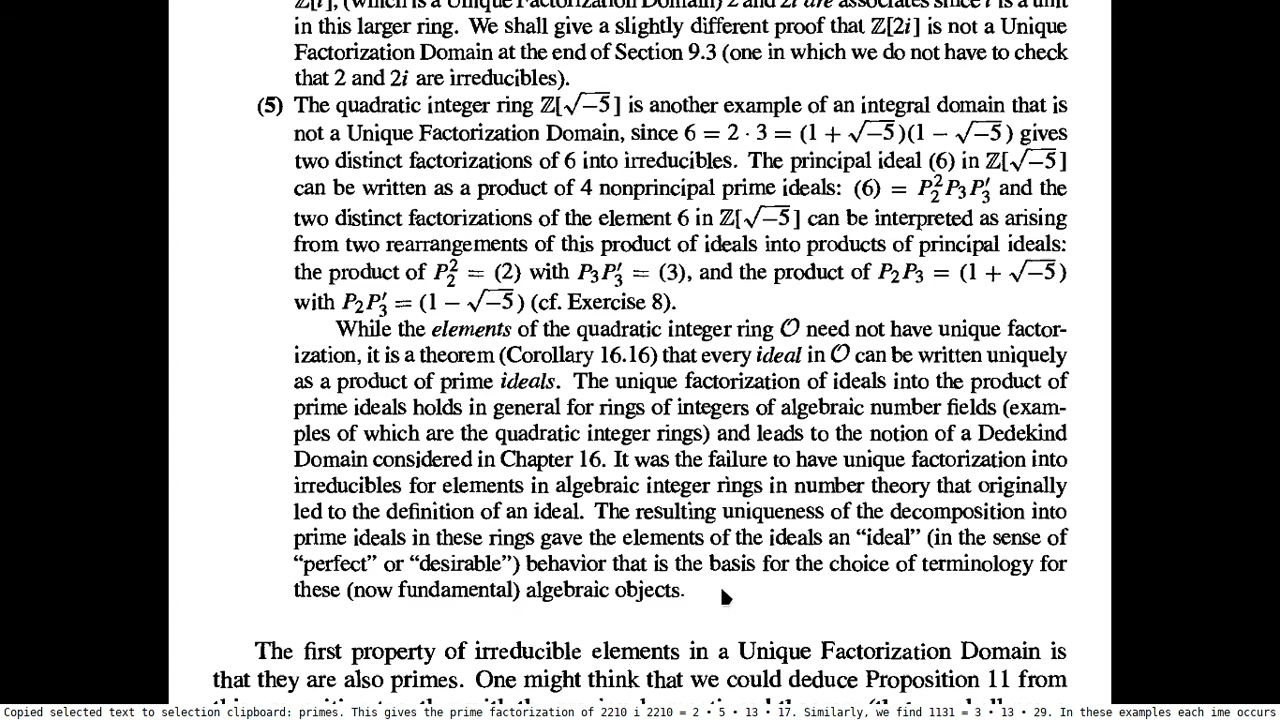 in this larger ring. We shall give a slightly different proof that ℤ[2i] is not a Unique
Factorization Domain at the end of Section 9.3 (one in which we do not have to check
that 2 and 2i are irreducibles).
(5) The quadratic integer ring ℤ[√−5] is another example of an integral domain that is
not a Unique Factorization Domain, since 6 = 2 · 3 = (1 + √−5)(1 − √−5) gives
two distinct factorizations of 6 into irreducibles. The principal ideal (6) in ℤ[√−5]
can be written as a product of 4 nonprincipal prime ideals: (6) = P₂²P₃P₃′ and the
two distinct factorizations of the element 6 in ℤ[√−5] can be interpreted as arising
from two rearrangements of this product of ideals into products of principal ideals:
the product of P₂² = (2) with P₃P₃′ = (3), and the product of P₂P₃ = (1 + √−5)
with P₂P₃′ = (1 − √−5) (cf. Exercise 8).
While the elements of the quadratic integer ring 𝒪 need not have unique factor-
ization, it is a theorem (Corollary 16.16) that every ideal in 𝒪 can be written uniquely
as a product of prime ideals. The unique factorization of ideals into the product of
prime ideals holds in general for rings of integers of algebraic number fields (exam-
ples of which are the quadratic integer rings) and leads to the notion of a Dedekind
Domain considered in Chapter 16. It was the failure to have unique factorization into
irreducibles for elements in algebraic integer rings in number theory that originally
led to the definition of an ideal. The resulting uniqueness of the decomposition into
prime ideals in these rings gave the elements of the ideals an “ideal” (in the sense of
“perfect” or “desirable”) behavior that is the basis for the choice of terminology for
these (now fundamental) algebraic objects.
The first property of irreducible elements in a Unique Factorization Domain is
that they are also primes. One might think that we could deduce Proposition 11 from
Copied selected text to selection clipboard: primes. This gives the prime factorization of 2210 i 2210 = 2 • 5 • 13 • 17. Similarly, we find 1131 = 3 • 13 • 29. In these examples each ime occurs